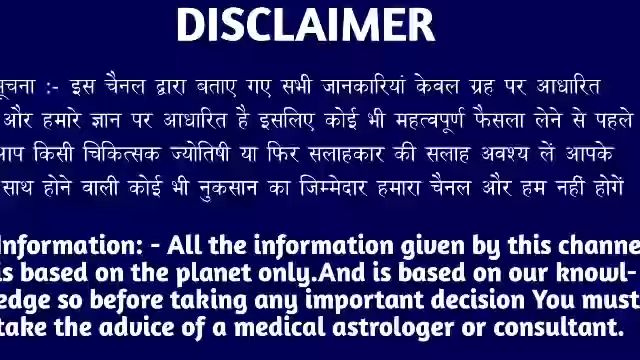 DISCLAIMER
सूचना :- इस चैनल द्वारा बताए गए सभी जानकारियां केवल ग्रह पर आधारित
और हमारे ज्ञान पर आधारित है इसलिए कोई भी महत्वपूर्ण फैसला लेने से पहले
आप किसी चिकित्सक ज्योतिषी या फिर सलाहकार की सलाह अवश्य लें आपके
साथ होने वाली कोई भी नुकसान का जिम्मेदार हमारा चैनल और हम नहीं होगें
Information: - All the information given by this channe
is based on the planet only.And is based on our knowl-
edge so before taking any important decision You must
take the advice of a medical astrologer or consultant.